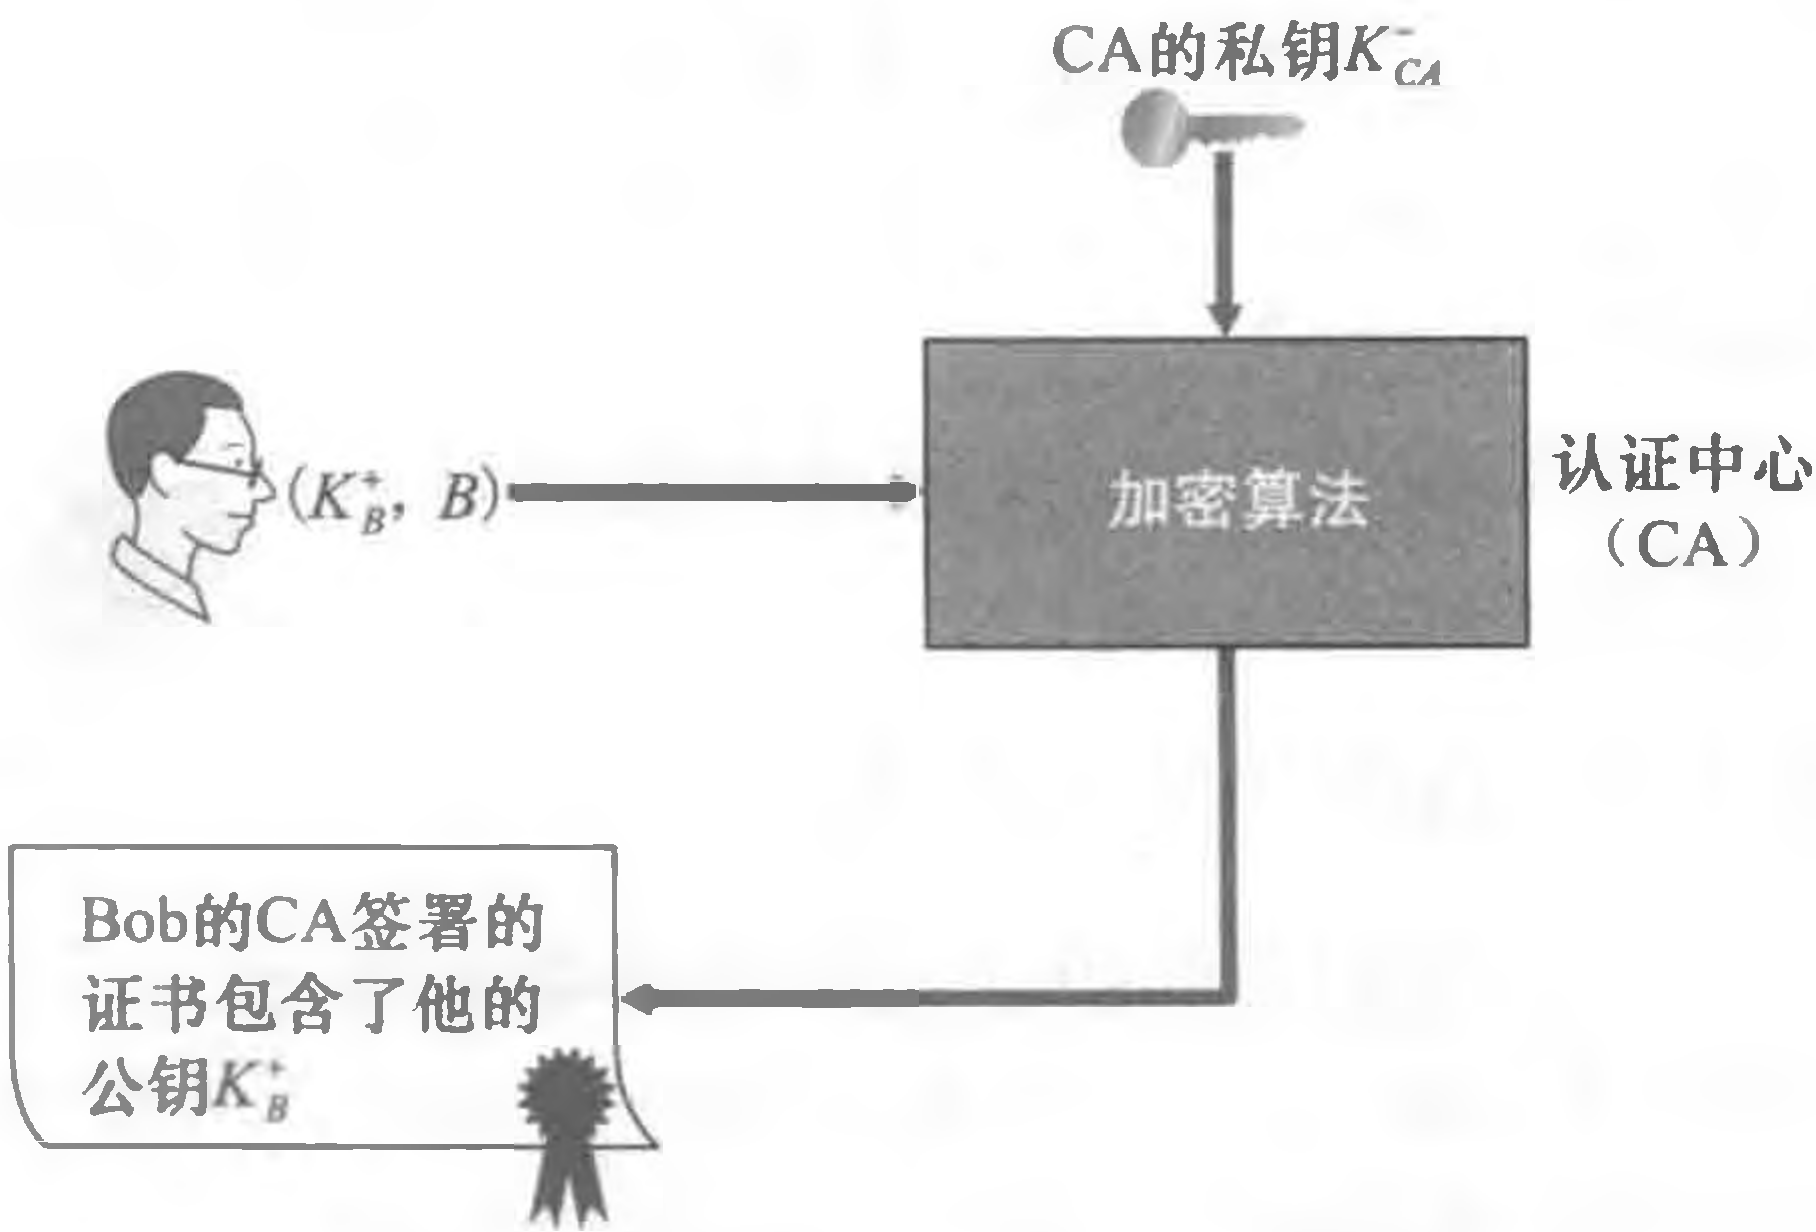 CA的私钥K⁻CA
(K⁺B, B)
加密算法
认证中心
（CA）
Bob的CA签署的
证书包含了他的
公钥K⁺B